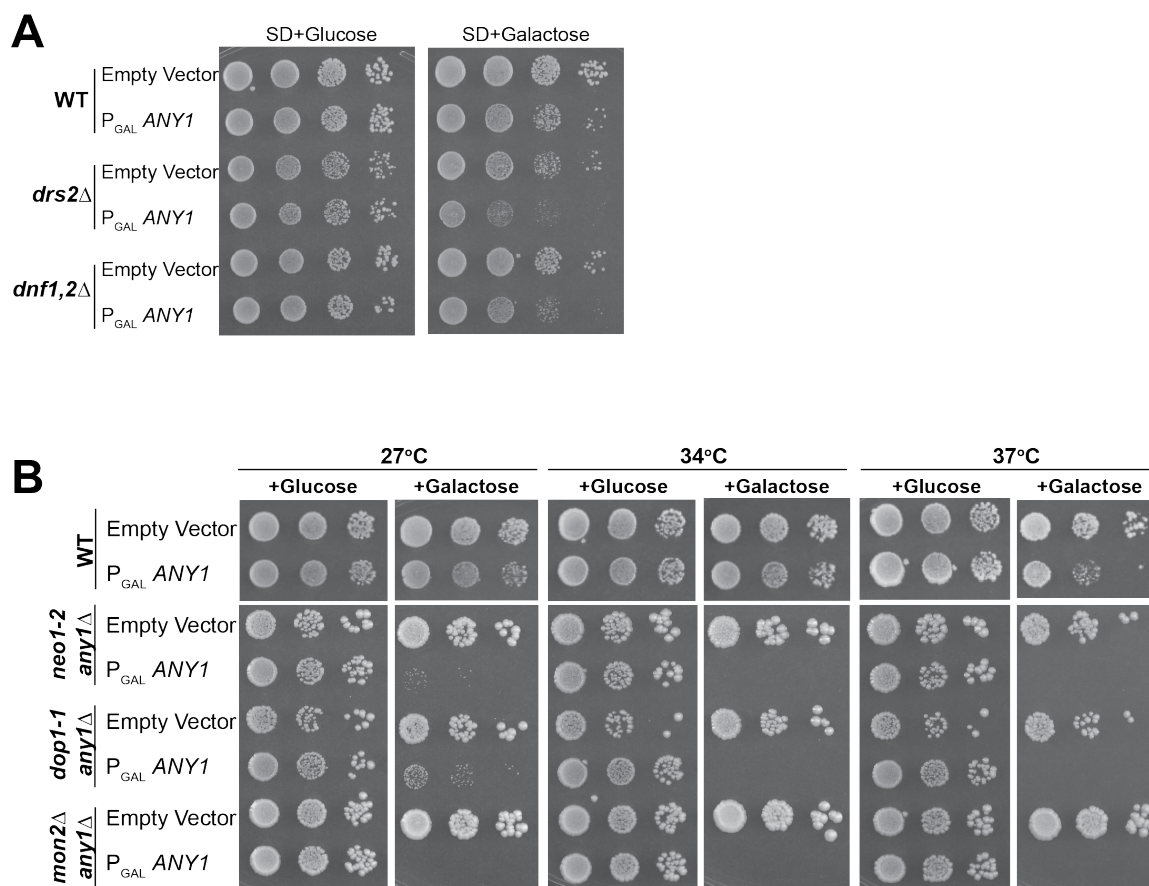 A
SD+Glucose SD+Galactose
WT
Empty Vector
PGAL ANY1
drs2Δ
Empty Vector
PGAL ANY1
dnf1,2Δ
Empty Vector
PGAL ANY1
B
27°C 34°C 37°C
+Glucose +Galactose +Glucose +Galactose +Glucose +Galactose
WT
Empty Vector
PGAL ANY1
neo1-2
any1Δ
Empty Vector
PGAL ANY1
dop1-1
any1Δ
Empty Vector
PGAL ANY1
mon2Δ
any1Δ
Empty Vector
PGAL ANY1